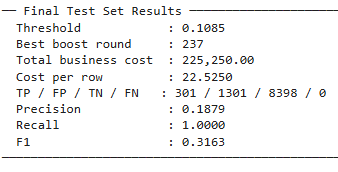 ── Final Test Set Results ─────────────────────
Threshold : 0.1085
Best boost round : 237
Total business cost : 225,250.00
Cost per row : 22.5250
TP / FP / TN / FN : 301 / 1301 / 8398 / 0
Precision : 0.1879
Recall : 1.0000
F1 : 0.3163